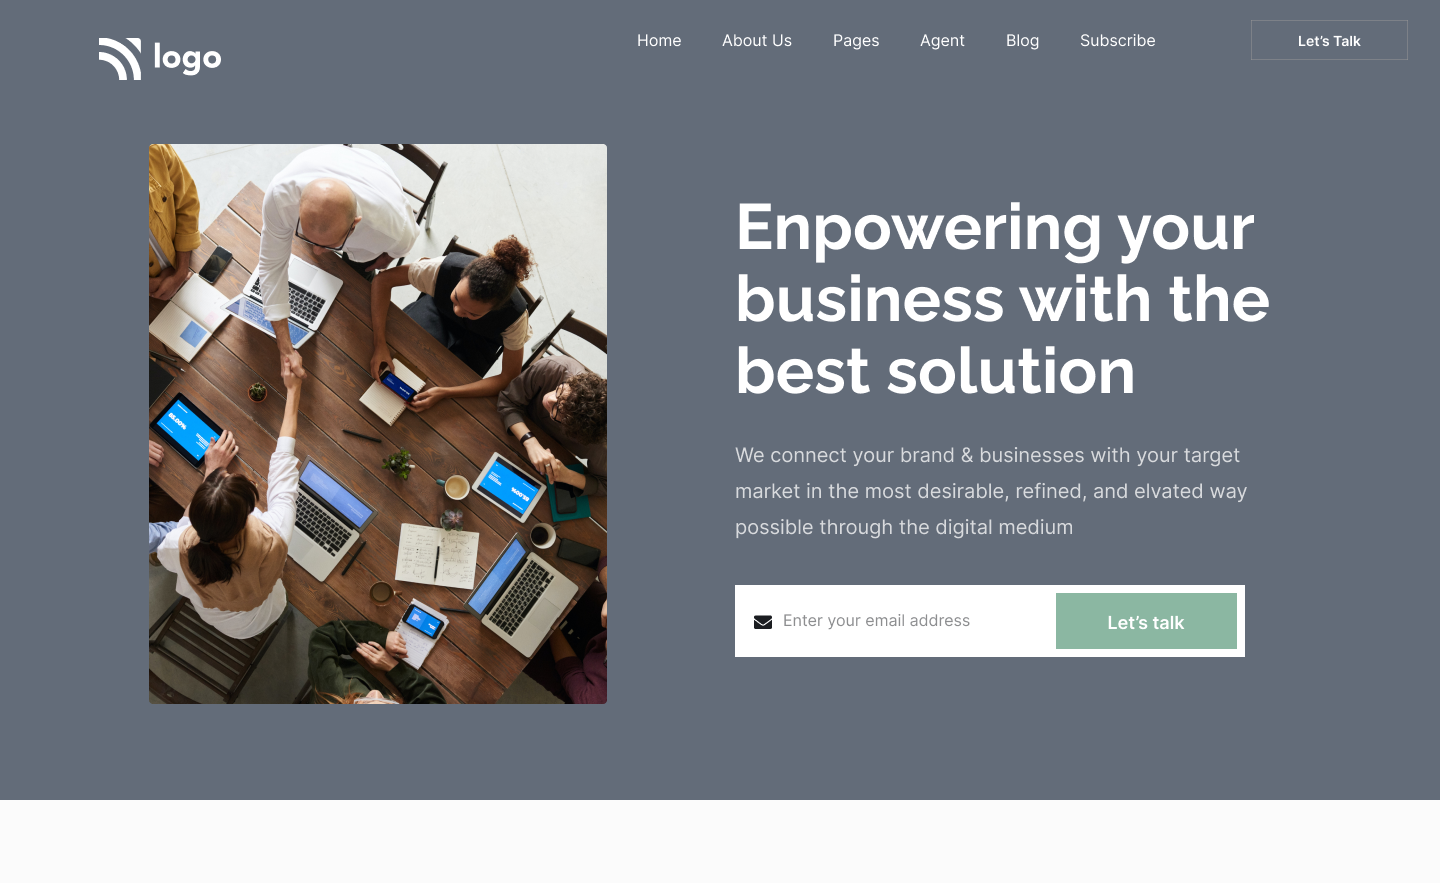 logo
Home About Us Pages Agent Blog Subscribe Let's Talk
Enpowering your
business with the
best solution
We connect your brand & businesses with your target
market in the most desirable, refined, and elvated way
possible through the digital medium
Enter your email address Let's talk